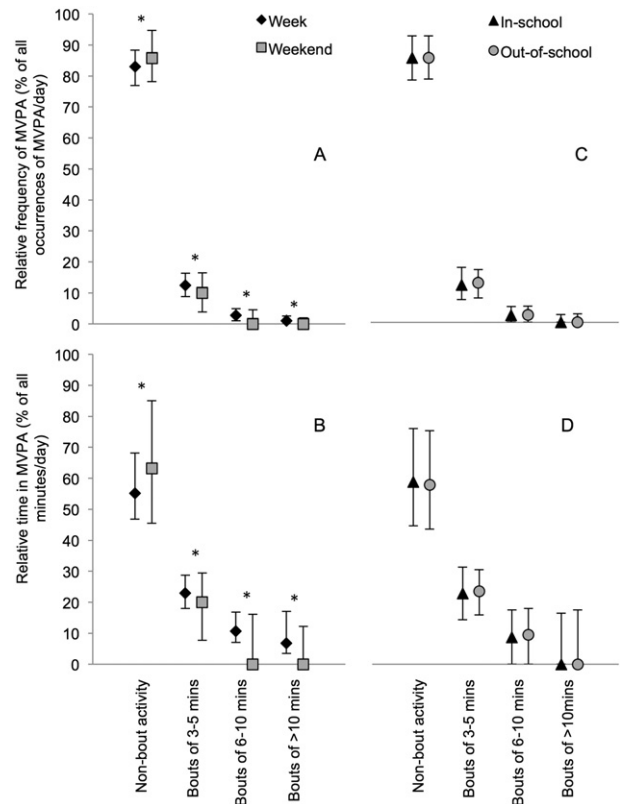 Week
Weekend
In-school
Out-of-school
Relative frequency of MVPA (% of all
occurrences of MVPA/day)
100
90
80
70
60
50
40
30
20
10
0
*
*
*
*
A
C
Relative time in MVPA (% of all
minutes/day)
100
90
80
70
60
50
40
30
20
10
0
*
*
*
*
B
D
Non-bout activity
Bouts of 3-5 mins
Bouts of 6-10 mins
Bouts of >10 mins
Non-bout activity
Bouts of 3-5 mins
Bouts of 6-10 mins
Bouts of >10mins